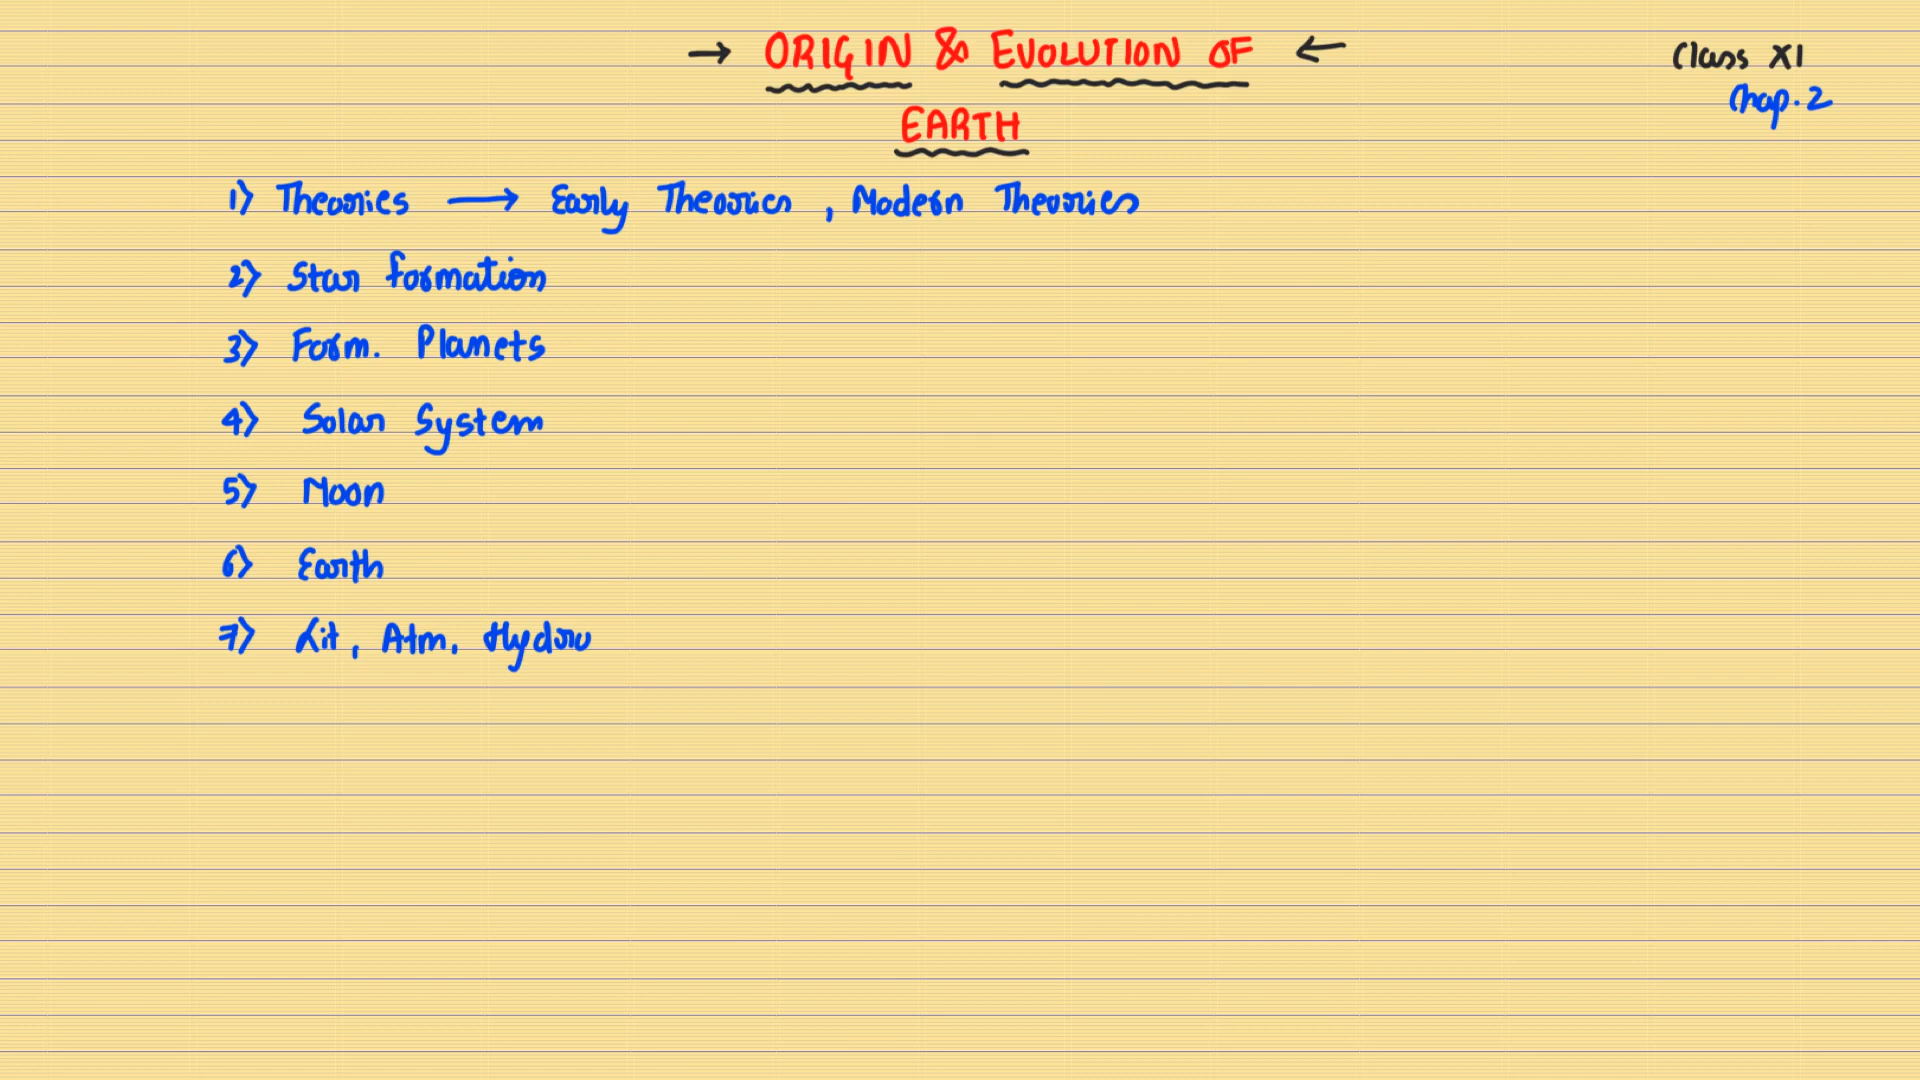 → ORIGIN & EVOLUTION OF ←
Class XI
Chap. 2
EARTH
1) Theories → Early Theories, Modern Theories
2) Star formation
3) Form. Planets
4) Solar System
5) Moon
6) Earth
7) Lit, Atm, Hydro